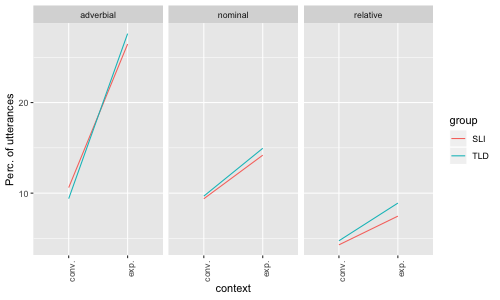 adverbial
nominal
relative
Perc. of utterances
20
10
conv.
exp.
conv.
exp.
conv.
exp.
context
group
SLI
TLD